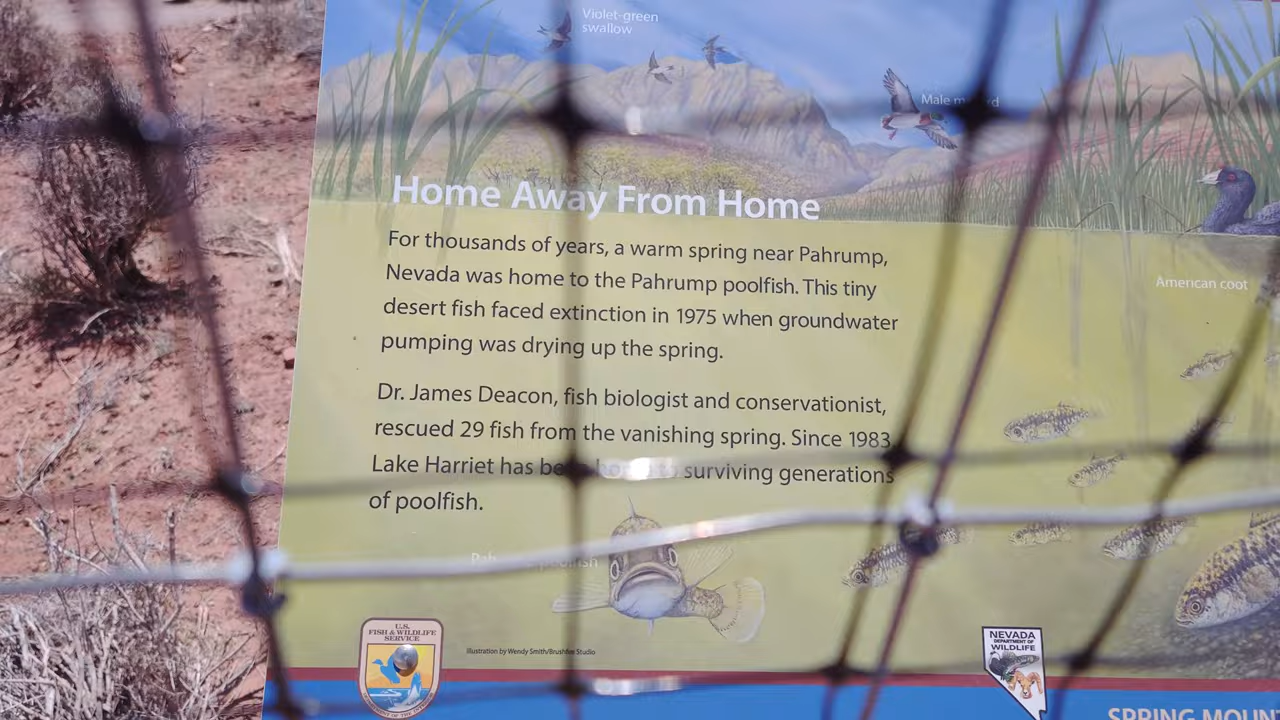 Violet-green
swallow
Male
Home Away From Home
For thousands of years, a warm spring near Pahrump,
Nevada was home to the Pahrump poolfish. This tiny
desert fish faced extinction in 1975 when groundwater
pumping was drying up the spring.
American coot
Dr. James Deacon, fish biologist and conservationist,
rescued 29 fish from the vanishing spring. Since 1983,
Lake Harriet has been home to surviving generations
of poolfish.
U.S.
FISH & WILDLIFE
SERVICE
Illustration by Wendy Smith/Brushfire Studio
NEVADA
DEPARTMENT OF
WILDLIFE
SPRING